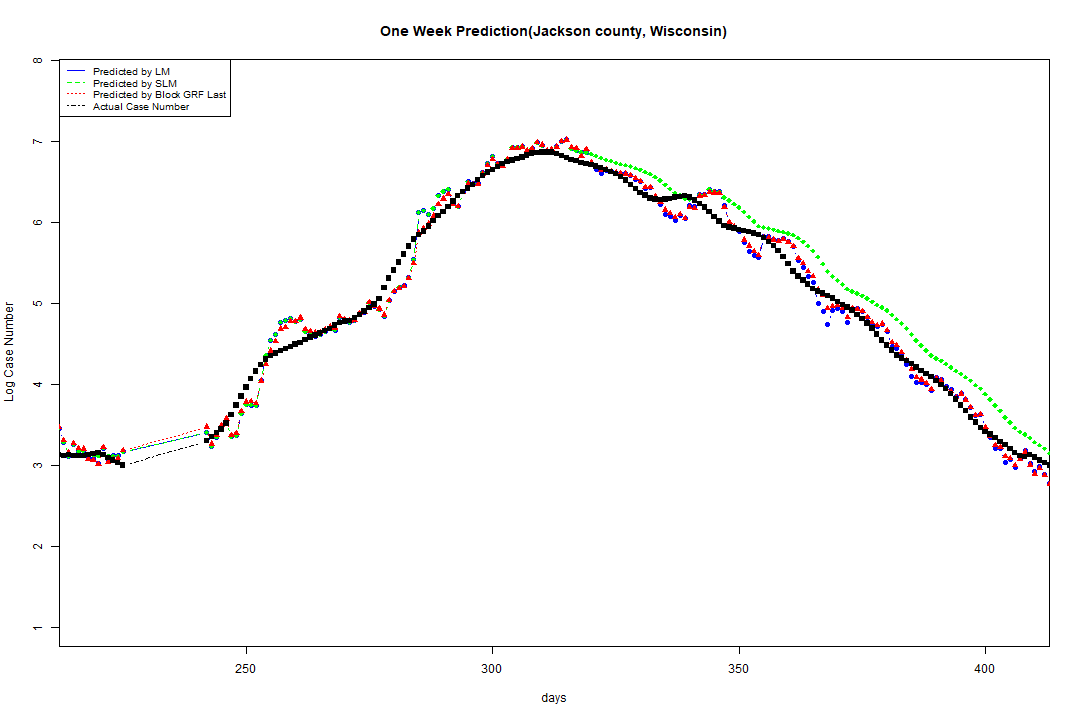 One Week Prediction(Jackson county, Wisconsin)
Predicted by LM
Predicted by SLM
Predicted by Block GRF Last
Actual Case Number
8
7
6
5
4
3
2
1
Log Case Number
250
300
350
400
days